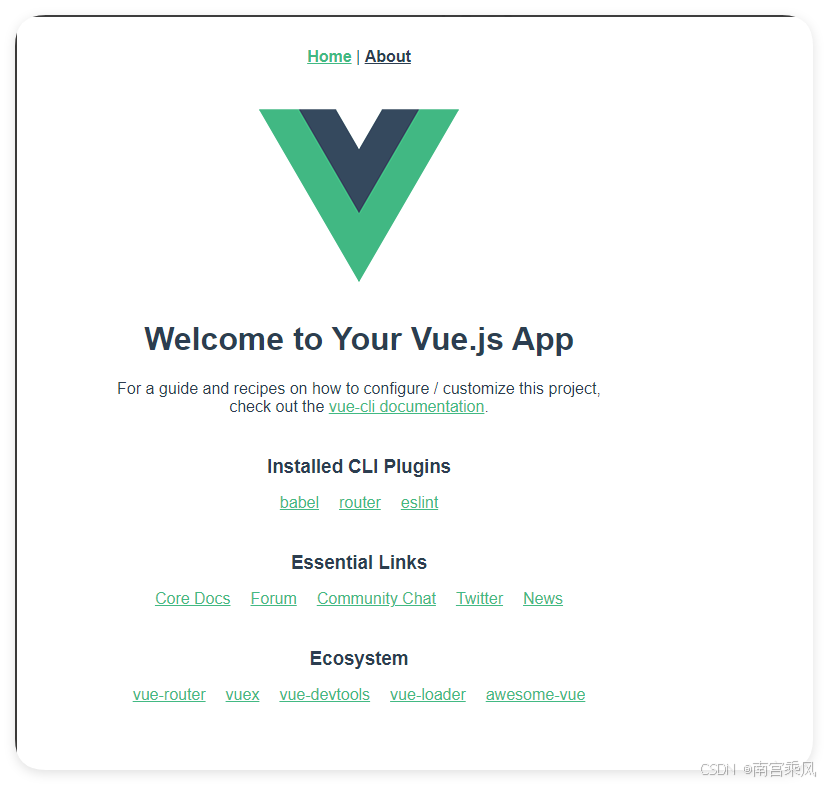 Home | About
Welcome to Your Vue.js App
For a guide and recipes on how to configure / customize this project,
check out the vue-cli documentation.
Installed CLI Plugins
babel router eslint
Essential Links
Core Docs Forum Community Chat Twitter News
Ecosystem
vue-router vuex vue-devtools vue-loader awesome-vue
CSDN @南宫乘风